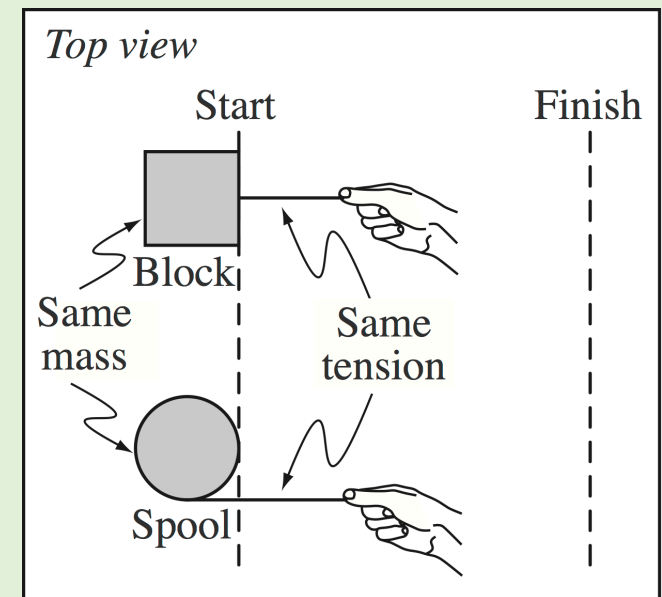 Top view
Start
Finish
Block
Same
mass
Same
tension
Spool